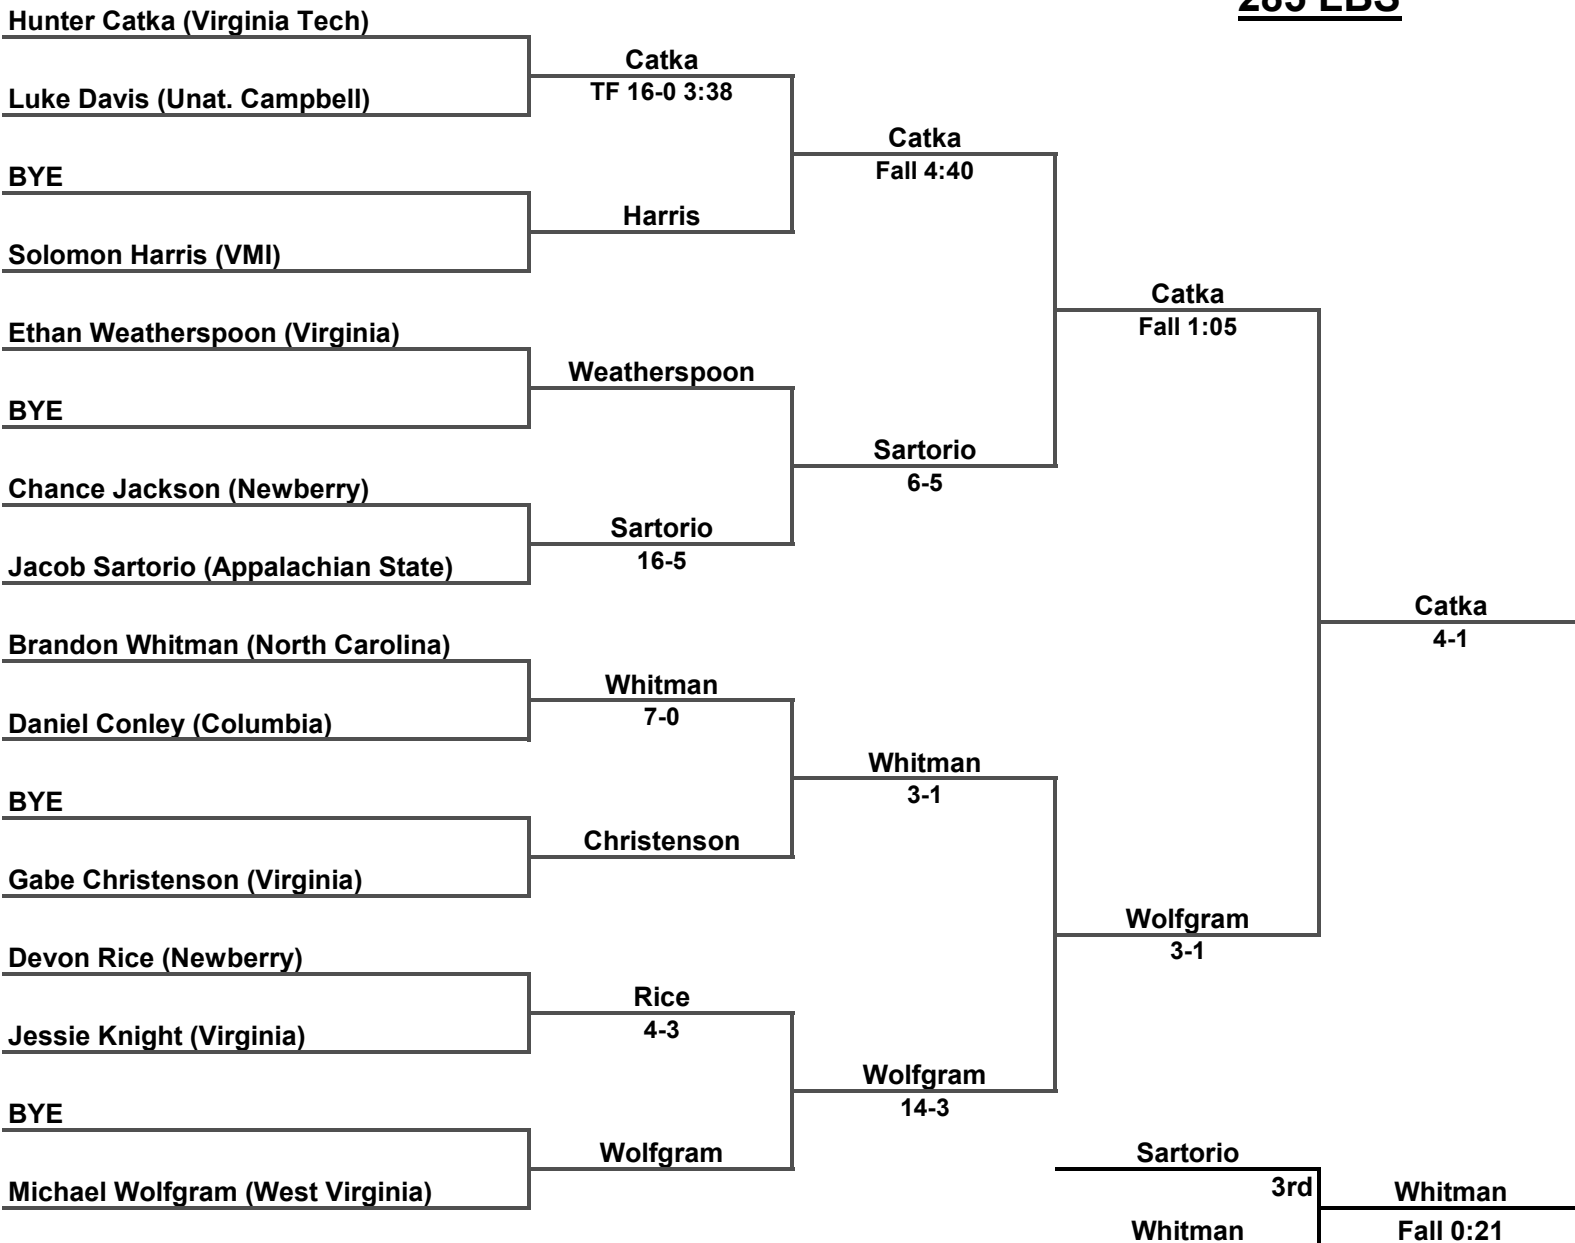 285 LBS
Hunter Catka (Virginia Tech)
Catka
Luke Davis (Unat. Campbell)
TF 16-0 3:38
Catka
BYE
Fall 4:40
Harris
Solomon Harris (VMI)
Catka
Ethan Weatherspoon (Virginia)
Fall 1:05
Weatherspoon
BYE
Sartorio
Chance Jackson (Newberry)
6-5
Sartorio
Jacob Sartorio (Appalachian State)
16-5
Catka
Brandon Whitman (North Carolina)
4-1
Whitman
Daniel Conley (Columbia)
7-0
Whitman
BYE
3-1
Christenson
Gabe Christenson (Virginia)
Wolfgram
Devon Rice (Newberry)
3-1
Rice
Jessie Knight (Virginia)
4-3
Wolfgram
BYE
14-3
Wolfgram
Sartorio
Michael Wolfgram (West Virginia)
3rd
Whitman
Whitman
Fall 0:21